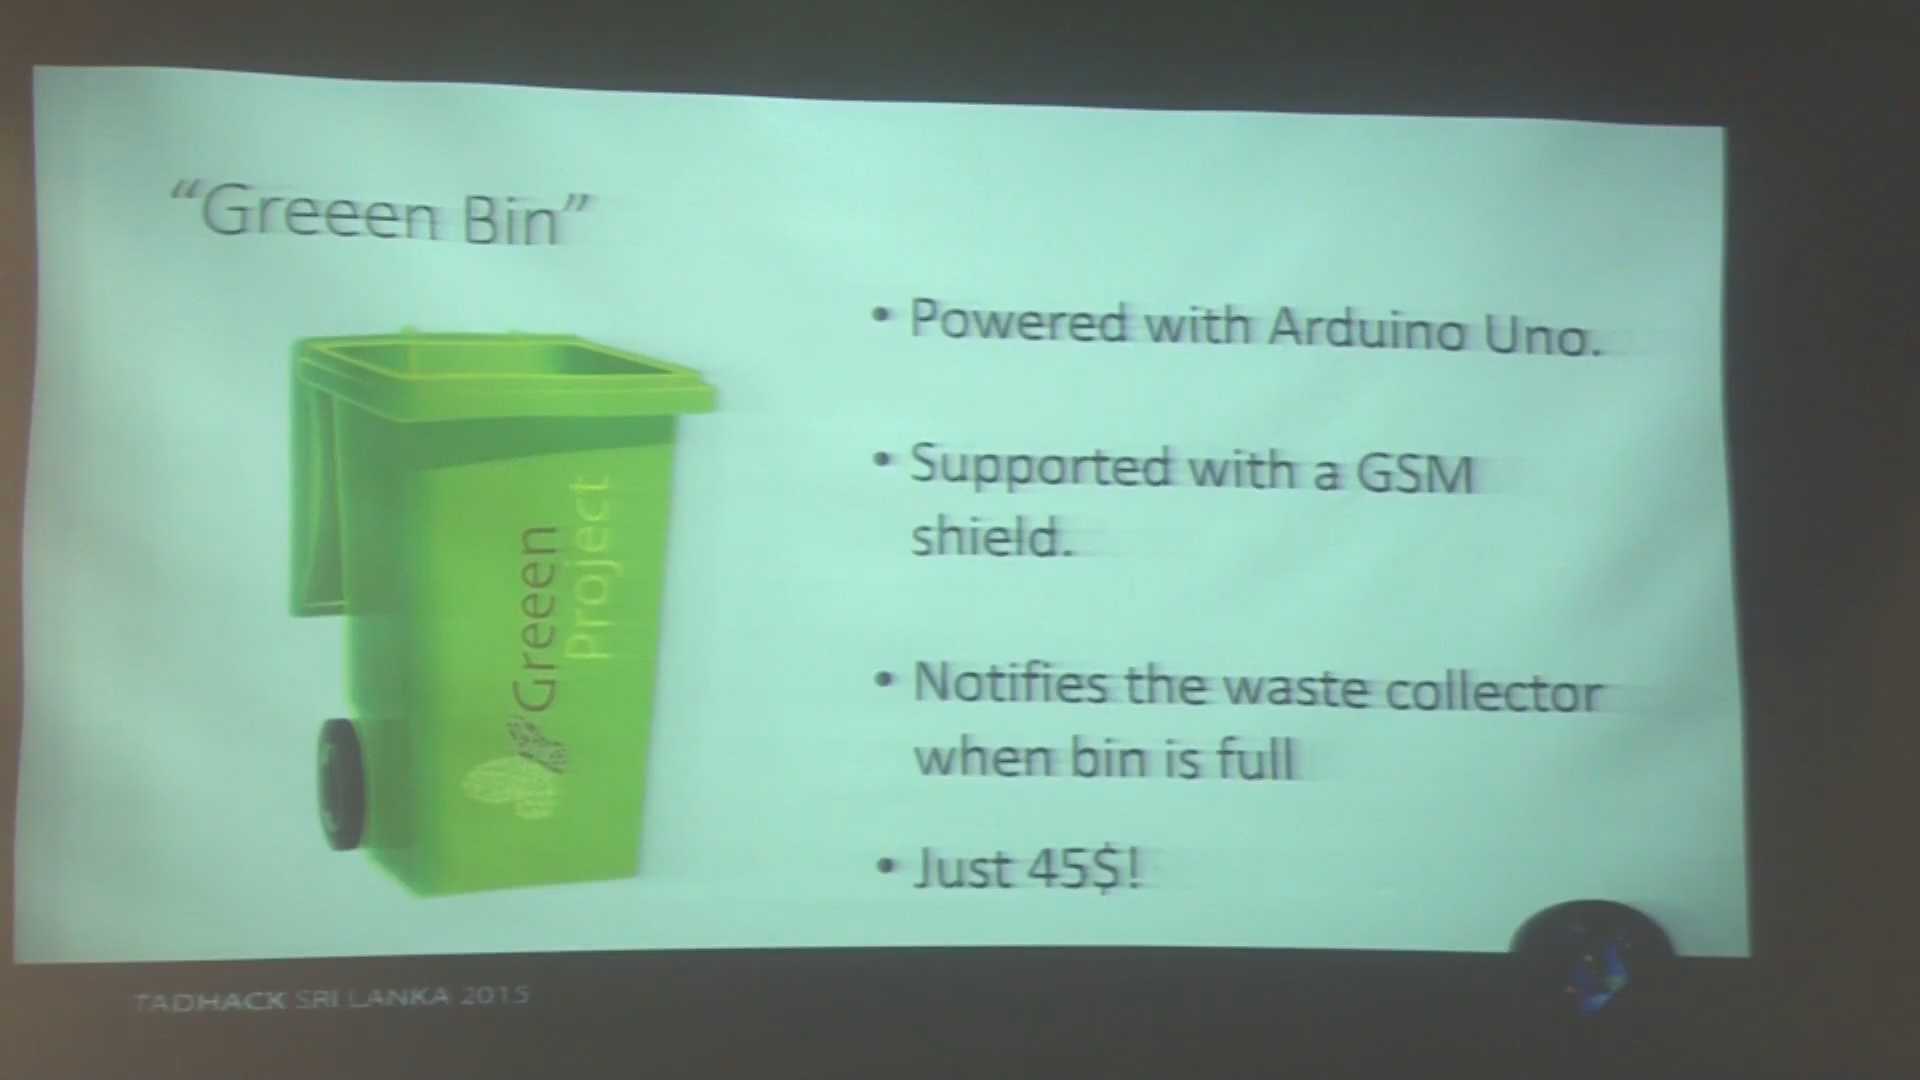 “Greeen Bin”
• Powered with Arduino Uno.
• Supported with a GSM
shield.
• Notifies the waste collector
when bin is full
• Just 45$!
Green
Project
TADHACK SRI LANKA 2015